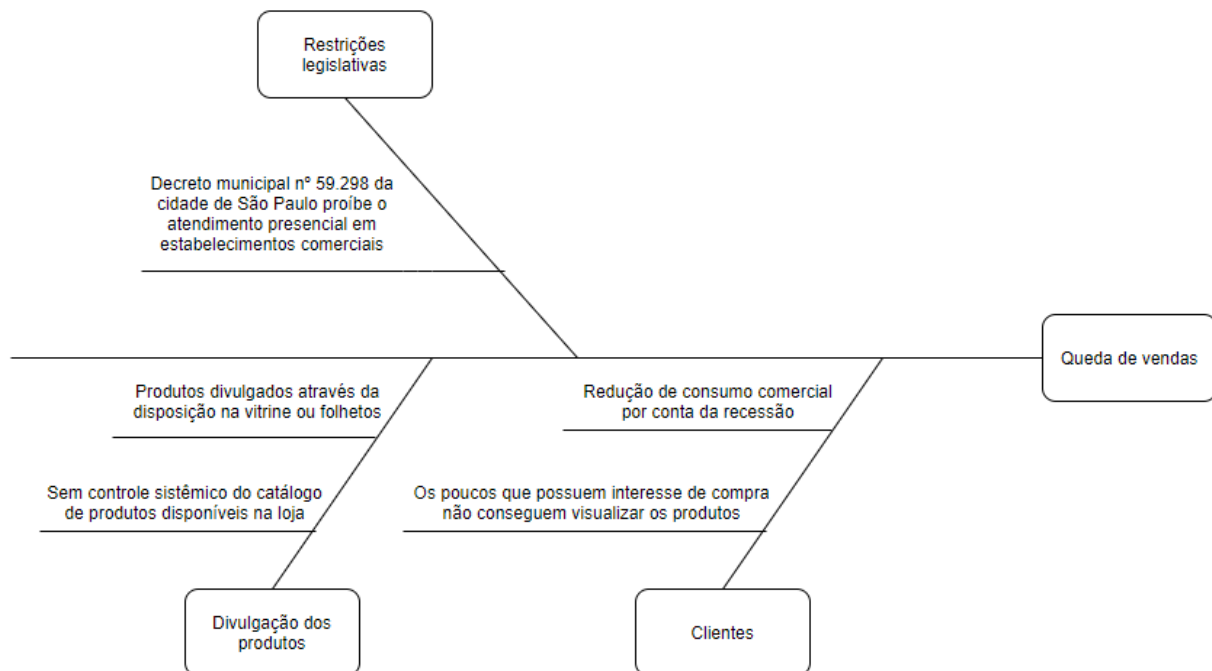 Restrições
legislativas
Decreto municipal nº 59.298 da
cidade de São Paulo proíbe o
atendimento presencial em
estabelecimentos comerciais
Queda de vendas
Produtos divulgados através da
disposição na vitrine ou folhetos
Redução de consumo comercial
por conta da recessão
Sem controle sistêmico do catálogo
de produtos disponíveis na loja
Os poucos que possuem interesse de compra
não conseguem visualizar os produtos
Divulgação dos
produtos
Clientes